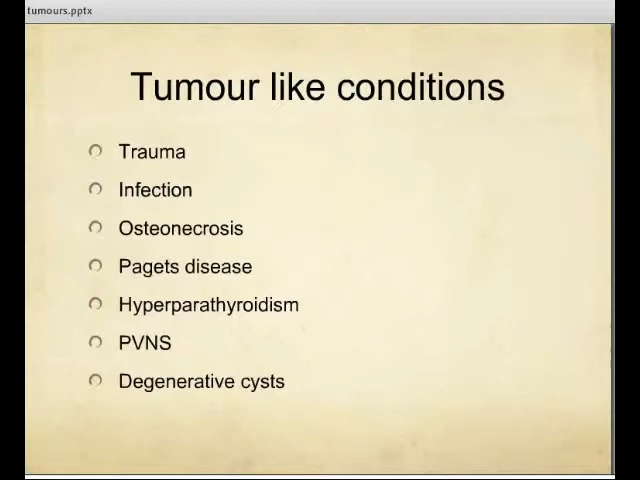 tumours.pptx
Tumour like conditions
Trauma
Infection
Osteonecrosis
Pagets disease
Hyperparathyroidism
PVNS
Degenerative cysts